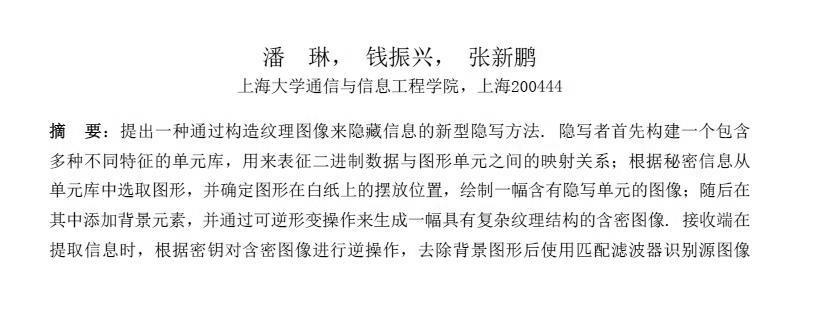 潘 琳， 钱振兴， 张新鹏
上海大学通信与信息工程学院，上海200444
摘 要：提出一种通过构造纹理图像来隐藏信息的新型隐写方法．隐写者首先构建一个包含
多种不同特征的单元库，用来表征二进制数据与图形单元之间的映射关系；根据秘密信息从
单元库中选取图形，并确定图形在白纸上的摆放位置，绘制一幅含有隐写单元的图像；随后在
其中添加背景元素，并通过可逆形变操作来生成一幅具有复杂纹理结构的含密图像．接收端在
提取信息时，根据密钥对含密图像进行逆操作，去除背景图形后使用匹配滤波器识别源图像